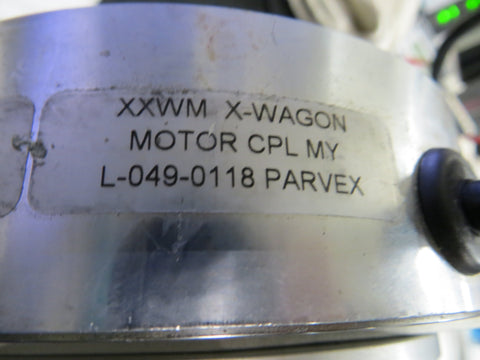 XXWM X-WAGON
MOTOR CPL MY
L-049-0118 PARVEX